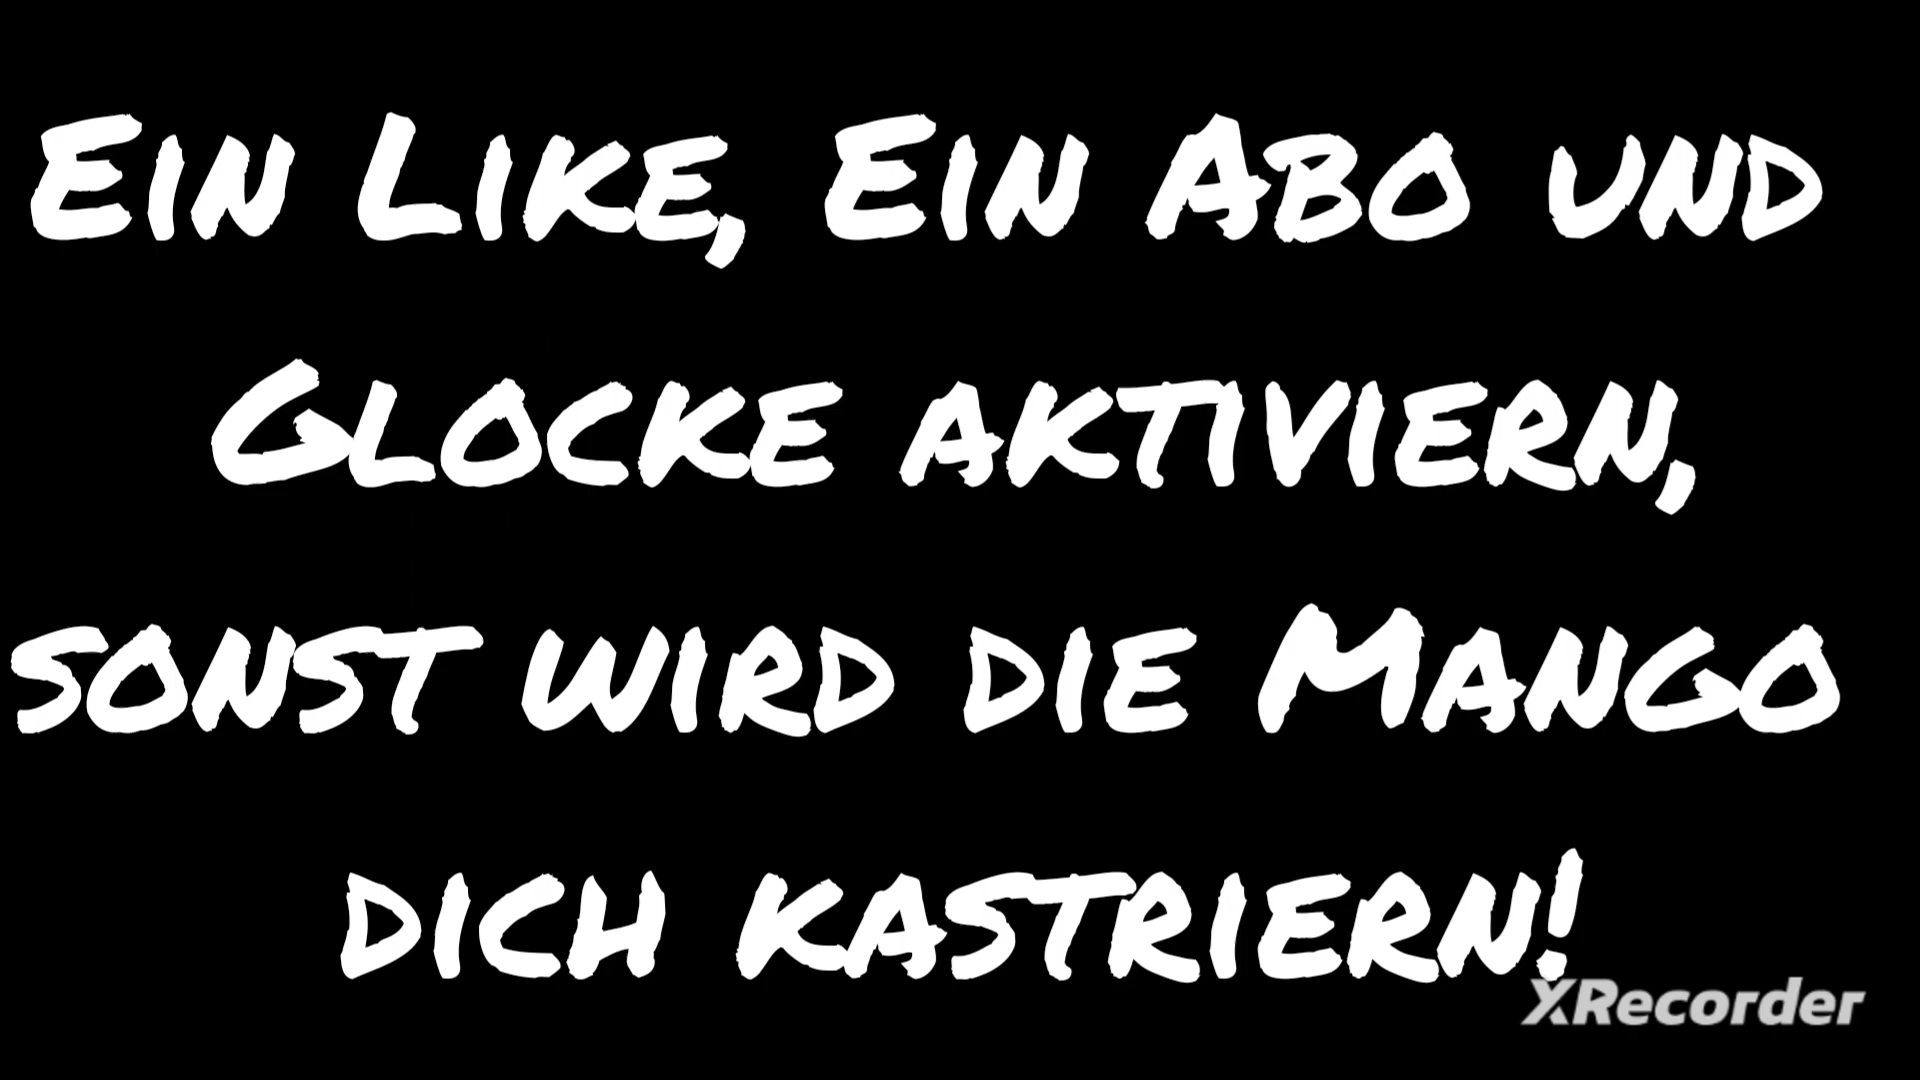 Ein Like, Ein Abo und
Glocke aktiviern,
sonst wird die Mango
dich kastriern!
XRecorder